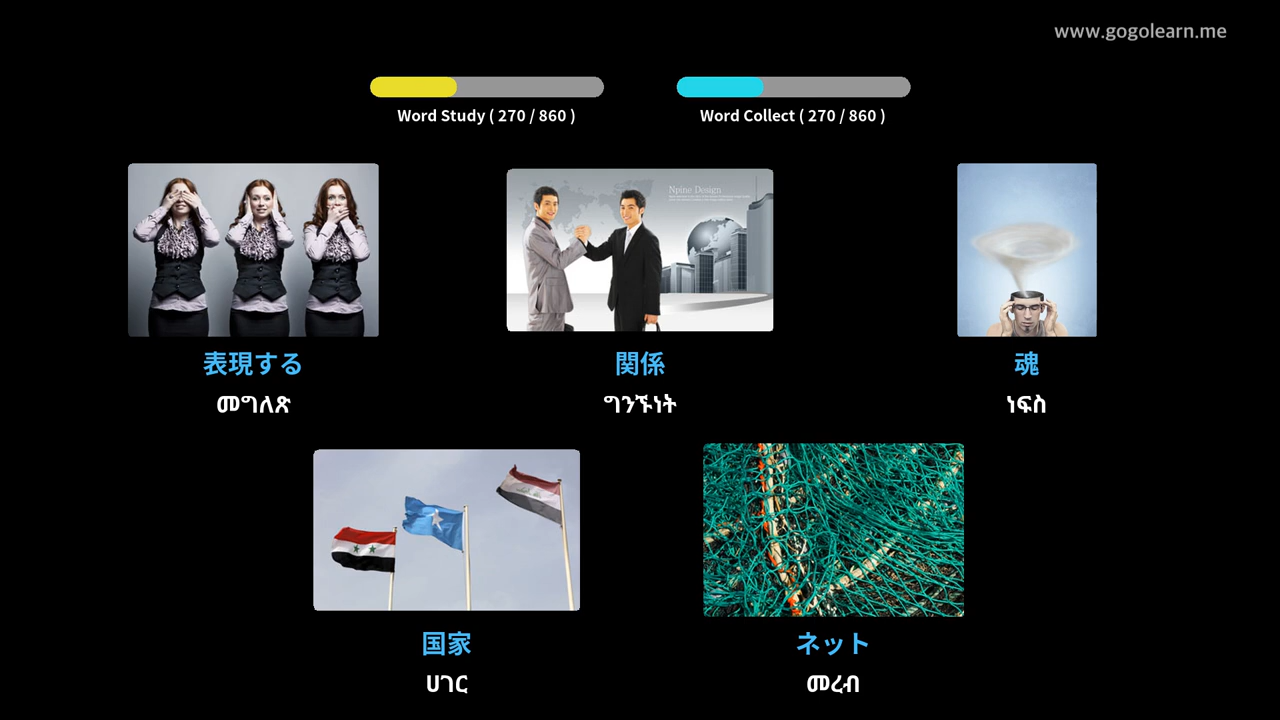 www.gogolearn.me
Word Study ( 270 / 860 )
Word Collect ( 270 / 860 )
Npine Design
表現する
関係
魂
መግለጽ
ግንኙነት
ነፍስ
国家
ネット
ሀገር
መረብ